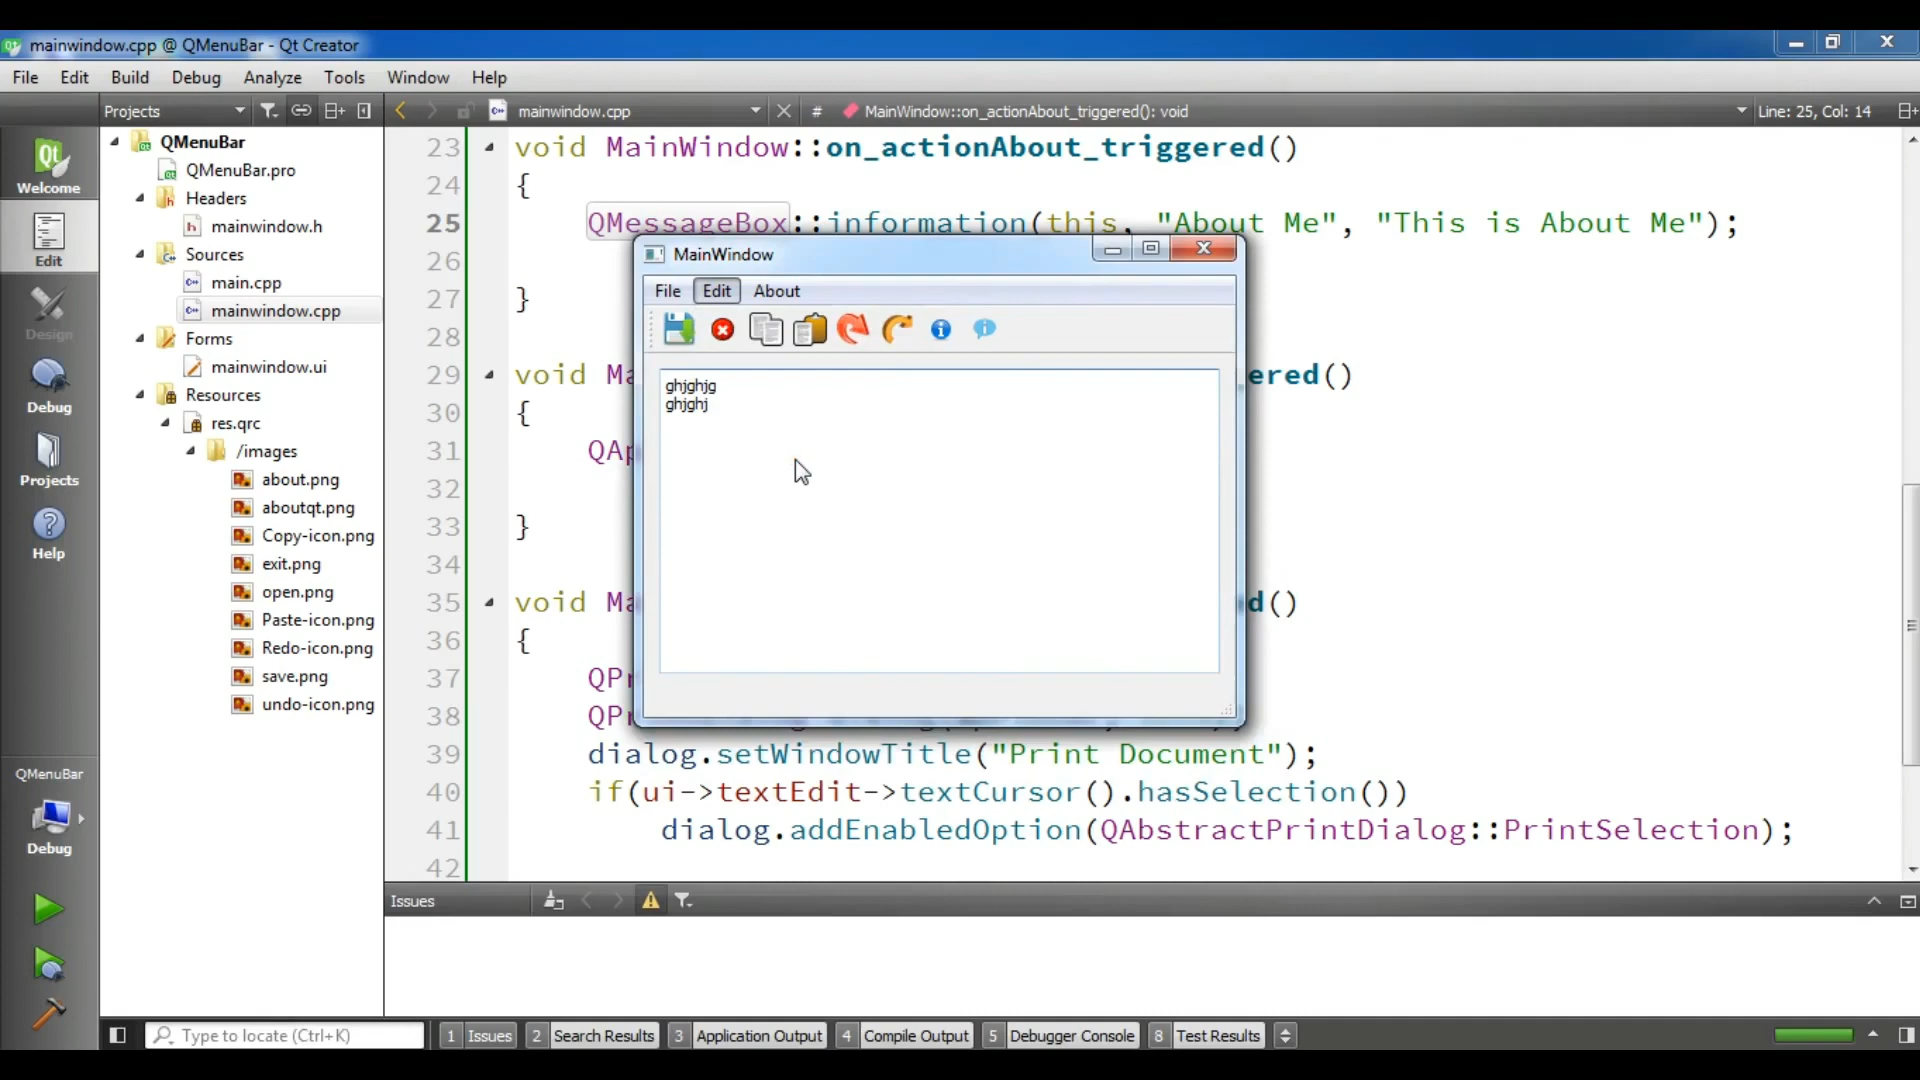 mainwindow.cpp @ QMenuBar - Qt Creator
File Edit Build Debug Analyze Tools Window Help
Projects mainwindow.cpp # MainWindow::on_actionAbout_triggered(): void Line: 25, Col: 14
Welcome
Edit
Design
Debug
Projects
Help
QMenuBar
Debug
QMenuBar
QMenuBar.pro
Headers
mainwindow.h
Sources
main.cpp
mainwindow.cpp
Forms
mainwindow.ui
Resources
res.qrc
/images
about.png
aboutqt.png
Copy-icon.png
exit.png
open.png
Paste-icon.png
Redo-icon.png
save.png
undo-icon.png
23 void MainWindow::on_actionAbout_triggered()
24 {
25 QMessageBox::information(this, "About Me", "This is About Me");
26
27 }
28
29 void Ma ered()
30 {
31 QAp
32
33 }
34
35 void Ma d()
36 {
37 QPr
38 QPr
39 dialog.setWindowTitle("Print Document");
40 if(ui->textEdit->textCursor().hasSelection())
41 dialog.addEnabledOption(QAbstractPrintDialog::PrintSelection);
42
MainWindow
File Edit About
ghjghjg
ghjghj
Issues
Type to locate (Ctrl+K) 1 Issues 2 Search Results 3 Application Output 4 Compile Output 5 Debugger Console 8 Test Results